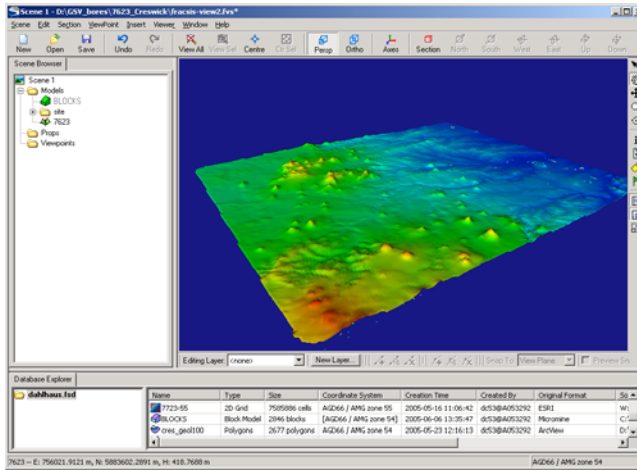 Scene 1 - D:\GSV_bores\7623_Creswick\fracsis-view2.fvs*
Scene Edit Section ViewPoint Insert Viewer Window Help
New Open Save Undo Redo View All View Sel Centre Clr Sel Persp Ortho Axes Section North South West East Up Down
Scene Browser
Scene 1
Models
BLOCKS
site
7623
Props
Viewpoints
Editing Layer: <none> New Layer... Snap To: View Plane Preview
Database Explorer
dahlhaus.fsd
Name Type Size Coordinate System Creation Time Created By Original Format So
7723-55 2D Grid 7585886 cells AGD66 / AMG zone 55 2005-05-16 11:06:42 dc53@A053292 ESRI W:
BLOCKS Block Model 2846 blocks [AGD66 / AMG zone 54] 2005-06-06 13:35:47 dc53@A053292 Micromine C:
cres_geol100 Polygons 2677 polygons [AGD66 / AMG zone 54] 2005-05-23 12:16:13 dc53@A053292 ArcView D:
7623 -- E: 756021.9121 m, N: 5883602.2891 m, H: 418.7688 m AGD66 / AMG zone 54